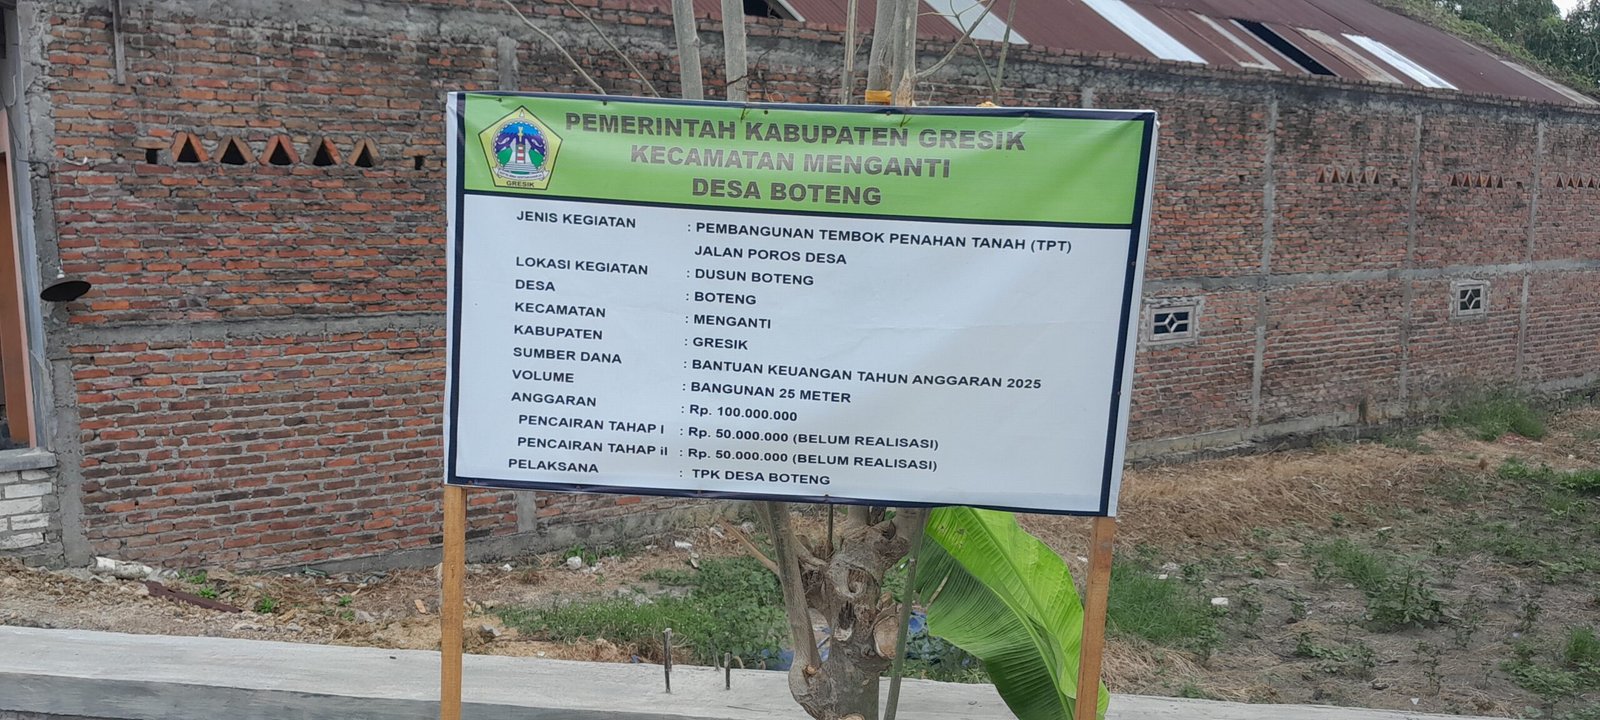 PEMERINTAH KABUPATEN GRESIK
KECAMATAN MENGANTI
DESA BOTENG
GRESIK
JENIS KEGIATAN : PEMBANGUNAN TEMBOK PENAHAN TANAH (TPT)
JALAN POROS DESA
LOKASI KEGIATAN : DUSUN BOTENG
DESA : BOTENG
KECAMATAN : MENGANTI
KABUPATEN : GRESIK
SUMBER DANA : BANTUAN KEUANGAN TAHUN ANGGARAN 2025
VOLUME : BANGUNAN 25 METER
ANGGARAN : Rp. 100.000.000
PENCAIRAN TAHAP I : Rp. 50.000.000 (BELUM REALISASI)
PENCAIRAN TAHAP iI : Rp. 50.000.000 (BELUM REALISASI)
PELAKSANA : TPK DESA BOTENG